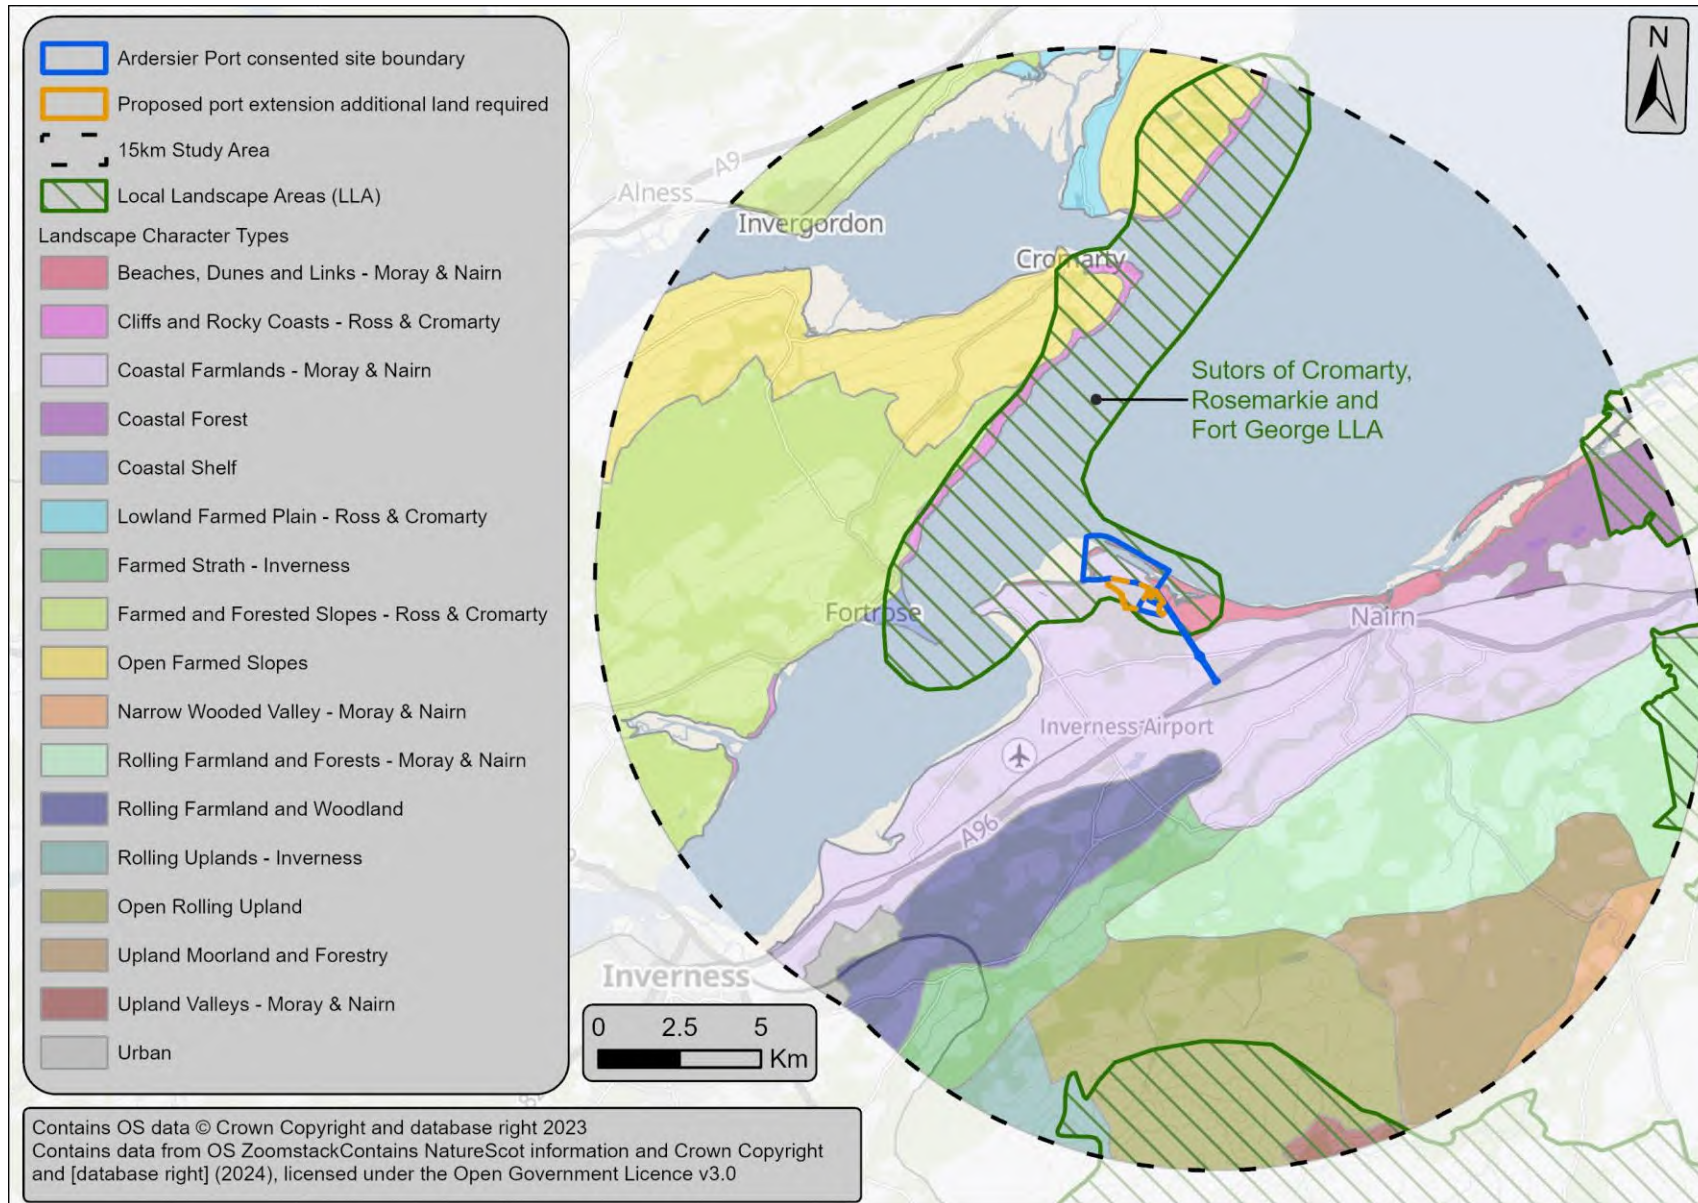 Ardersier Port consented site boundary
Proposed port extension additional land required
15km Study Area
Local Landscape Areas (LLA)
Landscape Character Types
Beaches, Dunes and Links - Moray & Nairn
Cliffs and Rocky Coasts - Ross & Cromarty
Coastal Farmlands - Moray & Nairn
Coastal Forest
Coastal Shelf
Lowland Farmed Plain - Ross & Cromarty
Farmed Strath - Inverness
Farmed and Forested Slopes - Ross & Cromarty
Open Farmed Slopes
Narrow Wooded Valley - Moray & Nairn
Rolling Farmland and Forests - Moray & Nairn
Rolling Farmland and Woodland
Rolling Uplands - Inverness
Open Rolling Upland
Upland Moorland and Forestry
Upland Valleys - Moray & Nairn
Urban
N
A9
Alness
Invergordon
Cromarty
Sutors of Cromarty,
Rosemarkie and
Fort George LLA
Fortrose
Nairn
Inverness Airport
A96
Inverness
0 2.5 5
Km
Contains OS data © Crown Copyright and database right 2023
Contains data from OS ZoomstackContains NatureScot information and Crown Copyright
and [database right] (2024), licensed under the Open Government Licence v3.0